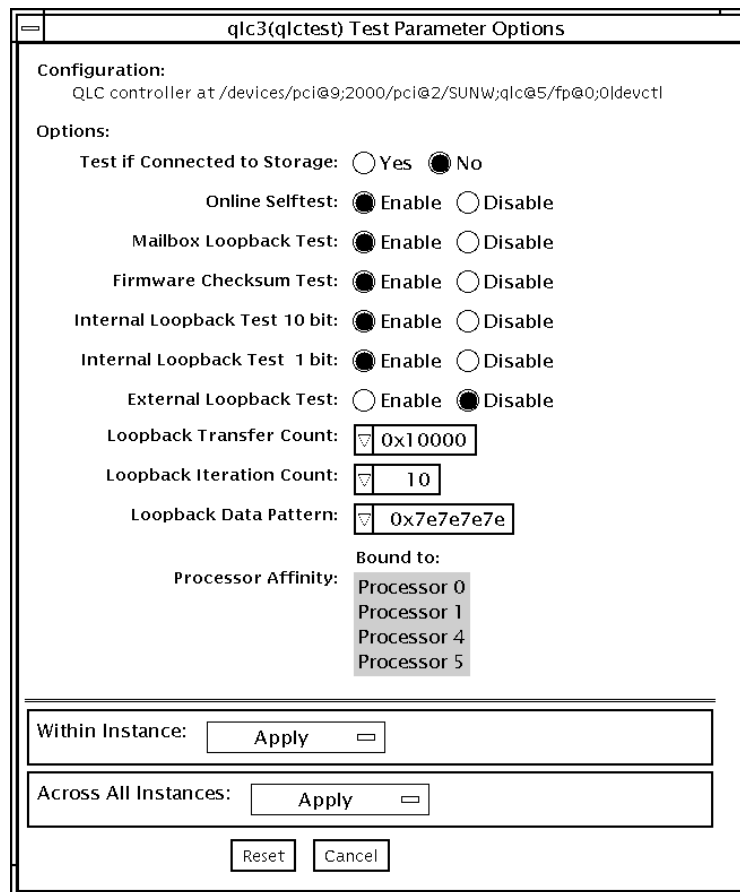 qlc3(qlctest) Test Parameter Options
Configuration:
QLC controller at /devices/pci@9;2000/pci@2/SUNW;qlc@5/fp@0;0|devctl
Options:
Test if Connected to Storage: Yes No
Online Selftest: Enable Disable
Mailbox Loopback Test: Enable Disable
Firmware Checksum Test: Enable Disable
Internal Loopback Test 10 bit: Enable Disable
Internal Loopback Test 1 bit: Enable Disable
External Loopback Test: Enable Disable
Loopback Transfer Count: 0x10000
Loopback Iteration Count: 10
Loopback Data Pattern: 0x7e7e7e7e
Bound to:
Processor Affinity:
Processor 0
Processor 1
Processor 4
Processor 5
Within Instance: Apply
Across All Instances: Apply
Reset Cancel